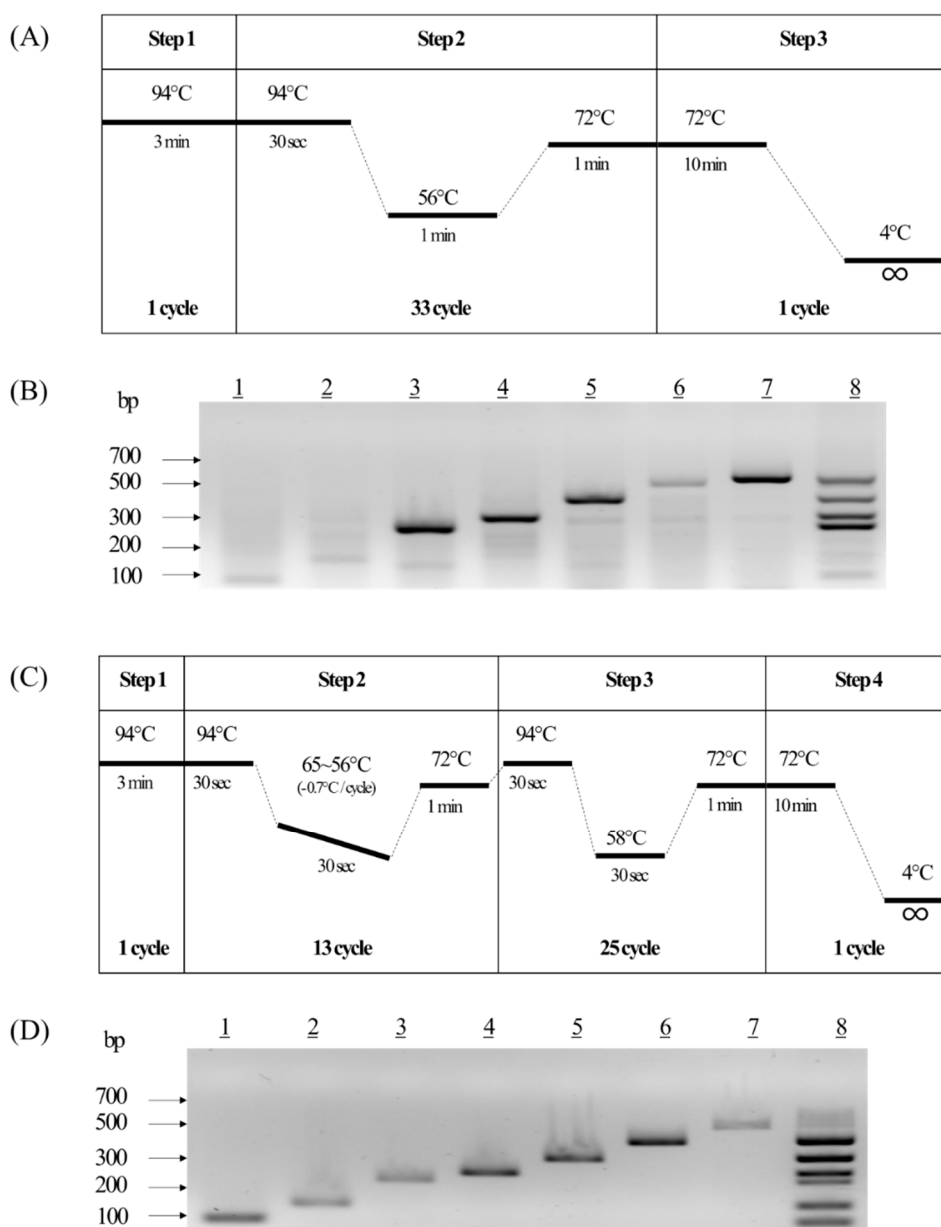 (A)
Step 1 Step 2 Step 3
94°C 94°C 72°C 72°C
3 min 30 sec 1 min 10 min
56°C
1 min
4°C
∞
1 cycle 33 cycle 1 cycle
(B)
bp 1 2 3 4 5 6 7 8
700
500
300
200
100
(C)
Step 1 Step 2 Step 3 Step 4
94°C 94°C 65~56°C 72°C 94°C 72°C 72°C
3 min 30 sec (-0.7°C / cycle) 1 min 30 sec 1 min 10 min
30 sec 58°C
30 sec
4°C
∞
1 cycle 13 cycle 25 cycle 1 cycle
(D)
bp 1 2 3 4 5 6 7 8
700
500
300
200
100